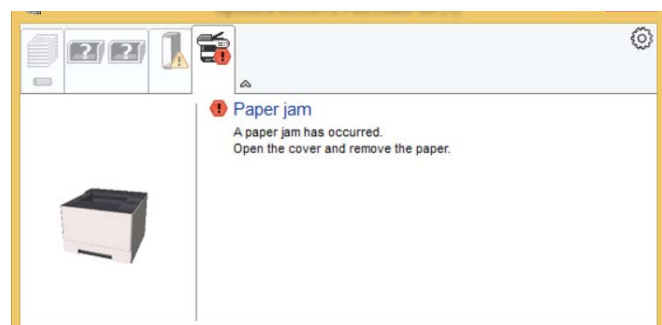 Paper jam
A paper jam has occurred.
Open the cover and remove the paper.